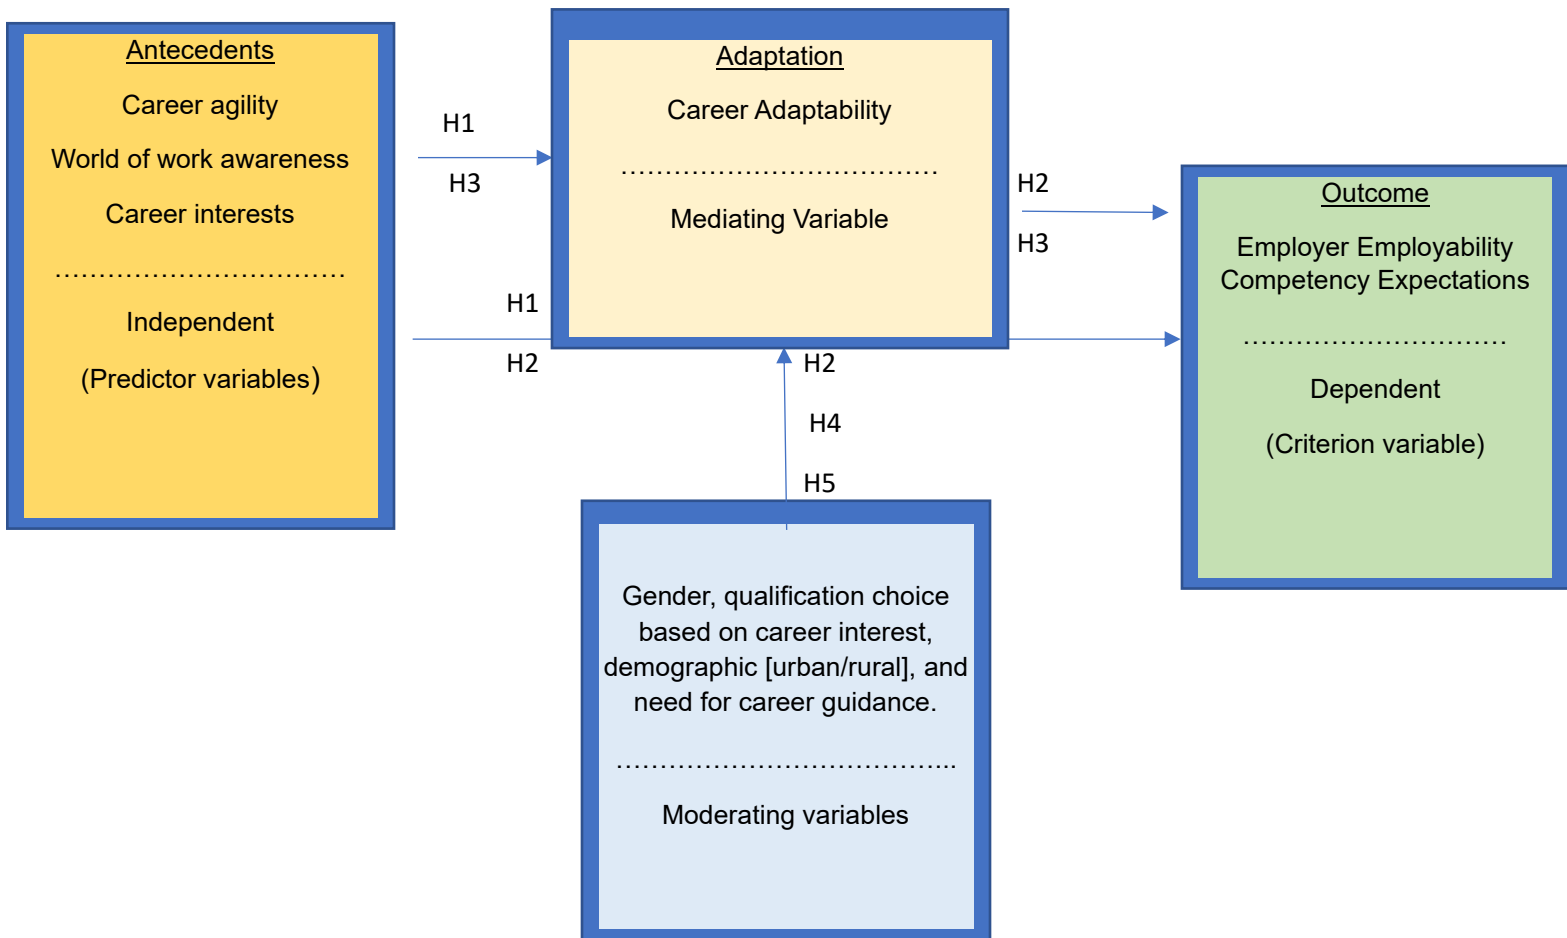 Antecedents
Career agility
World of work awareness
Career interests
……………………………
Independent
(Predictor variables)
H1
H3
H1
H2
Adaptation
Career Adaptability
………………………………
Mediating Variable
H2
H3
H2
H4
H5
Outcome
Employer Employability
Competency Expectations
…………………………
Dependent
(Criterion variable)
Gender, qualification choice
based on career interest,
demographic [urban/rural], and
need for career guidance.
………………………………...
Moderating variables